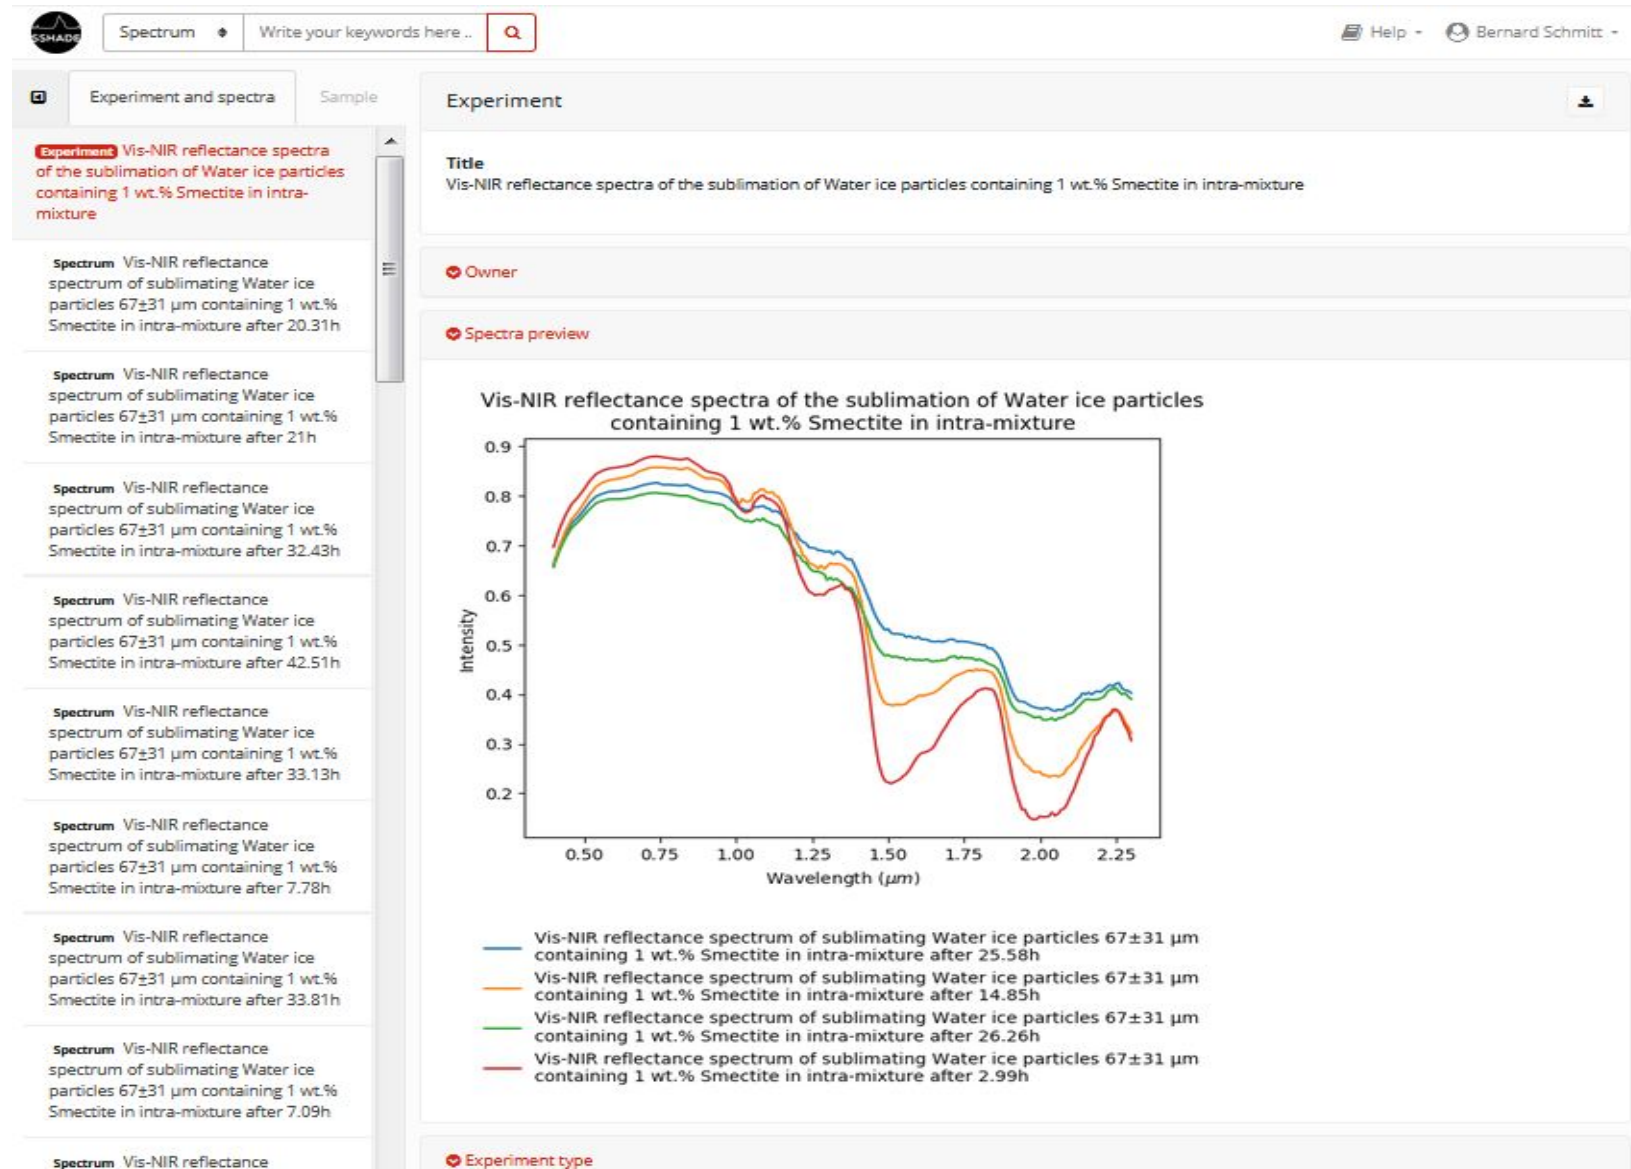 SSHADE
Spectrum
Write your keywords here ..
Help
Bernard Schmitt
Experiment and spectra
Sample
Experiment Vis-NIR reflectance spectra
of the sublimation of Water ice particles
containing 1 wt.% Smectite in intra-
mixture
Spectrum Vis-NIR reflectance
spectrum of sublimating Water ice
particles 67±31 µm containing 1 wt.%
Smectite in intra-mixture after 20.31h
Spectrum Vis-NIR reflectance
spectrum of sublimating Water ice
particles 67±31 µm containing 1 wt.%
Smectite in intra-mixture after 21h
Spectrum Vis-NIR reflectance
spectrum of sublimating Water ice
particles 67±31 µm containing 1 wt.%
Smectite in intra-mixture after 32.43h
Spectrum Vis-NIR reflectance
spectrum of sublimating Water ice
particles 67±31 µm containing 1 wt.%
Smectite in intra-mixture after 42.51h
Spectrum Vis-NIR reflectance
spectrum of sublimating Water ice
particles 67±31 µm containing 1 wt.%
Smectite in intra-mixture after 33.13h
Spectrum Vis-NIR reflectance
spectrum of sublimating Water ice
particles 67±31 µm containing 1 wt.%
Smectite in intra-mixture after 7.78h
Spectrum Vis-NIR reflectance
spectrum of sublimating Water ice
particles 67±31 µm containing 1 wt.%
Smectite in intra-mixture after 33.81h
Spectrum Vis-NIR reflectance
spectrum of sublimating Water ice
particles 67±31 µm containing 1 wt.%
Smectite in intra-mixture after 7.09h
Spectrum Vis-NIR reflectance
Experiment
Title
Vis-NIR reflectance spectra of the sublimation of Water ice particles containing 1 wt.% Smectite in intra-mixture
Owner
Spectra preview
Vis-NIR reflectance spectra of the sublimation of Water ice particles
containing 1 wt.% Smectite in intra-mixture
0.9
0.8
0.7
0.6
0.5
0.4
0.3
0.2
Intensity
0.50 0.75 1.00 1.25 1.50 1.75 2.00 2.25
Wavelength (µm)
Vis-NIR reflectance spectrum of sublimating Water ice particles 67±31 µm
containing 1 wt.% Smectite in intra-mixture after 25.58h
Vis-NIR reflectance spectrum of sublimating Water ice particles 67±31 µm
containing 1 wt.% Smectite in intra-mixture after 14.85h
Vis-NIR reflectance spectrum of sublimating Water ice particles 67±31 µm
containing 1 wt.% Smectite in intra-mixture after 26.26h
Vis-NIR reflectance spectrum of sublimating Water ice particles 67±31 µm
containing 1 wt.% Smectite in intra-mixture after 2.99h
Experiment type